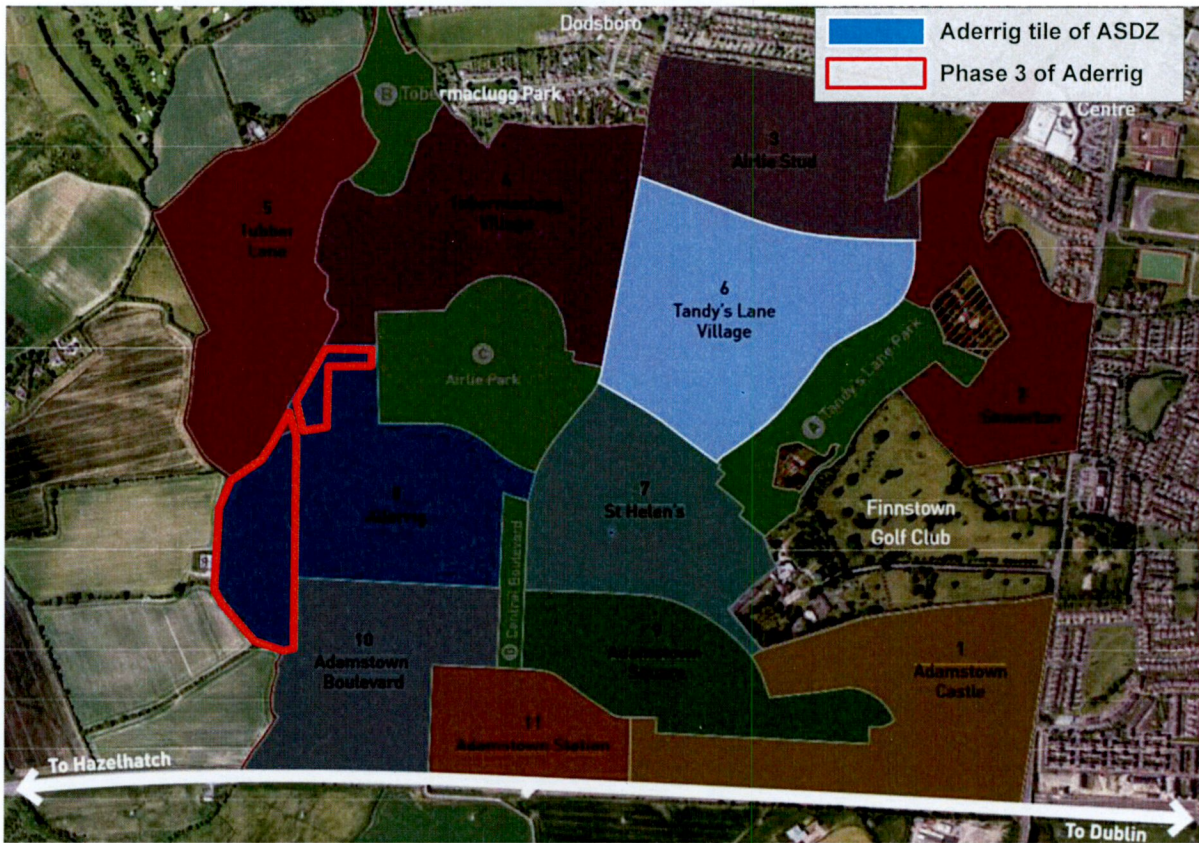 Dodsboro
Aderrig tile of ASDZ
Phase 3 of Aderrig
Centre
B Tobermaclugg Park
3
Airlie Stud
5
Tubber
Lane
4
Tobermaclugg
Village
6
Tandy's Lane
Village
C
Airlie Park
A Tandy's Lane Park
2
8
Aderrig
7
St Helen's
Finnstown
Golf Club
D Central Boulevard
10
Adamstown
Boulevard
9
1
Adamstown
Castle
11
Adamstown Station
To Hazelhatch
To Dublin